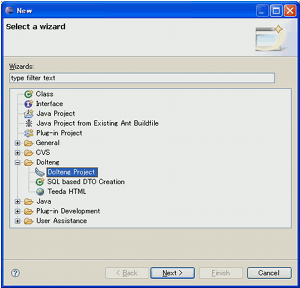 New
Select a wizard
Wizards:
type filter text
Class
Interface
Java Project
Java Project from Existing Ant Buildfile
Plug-in Project
General
CVS
Dolteng
Dolteng Project
SQL based DTO Creation
Teeda HTML
Java
Plug-in Development
User Assistance
< Back
Next >
Finish
Cancel